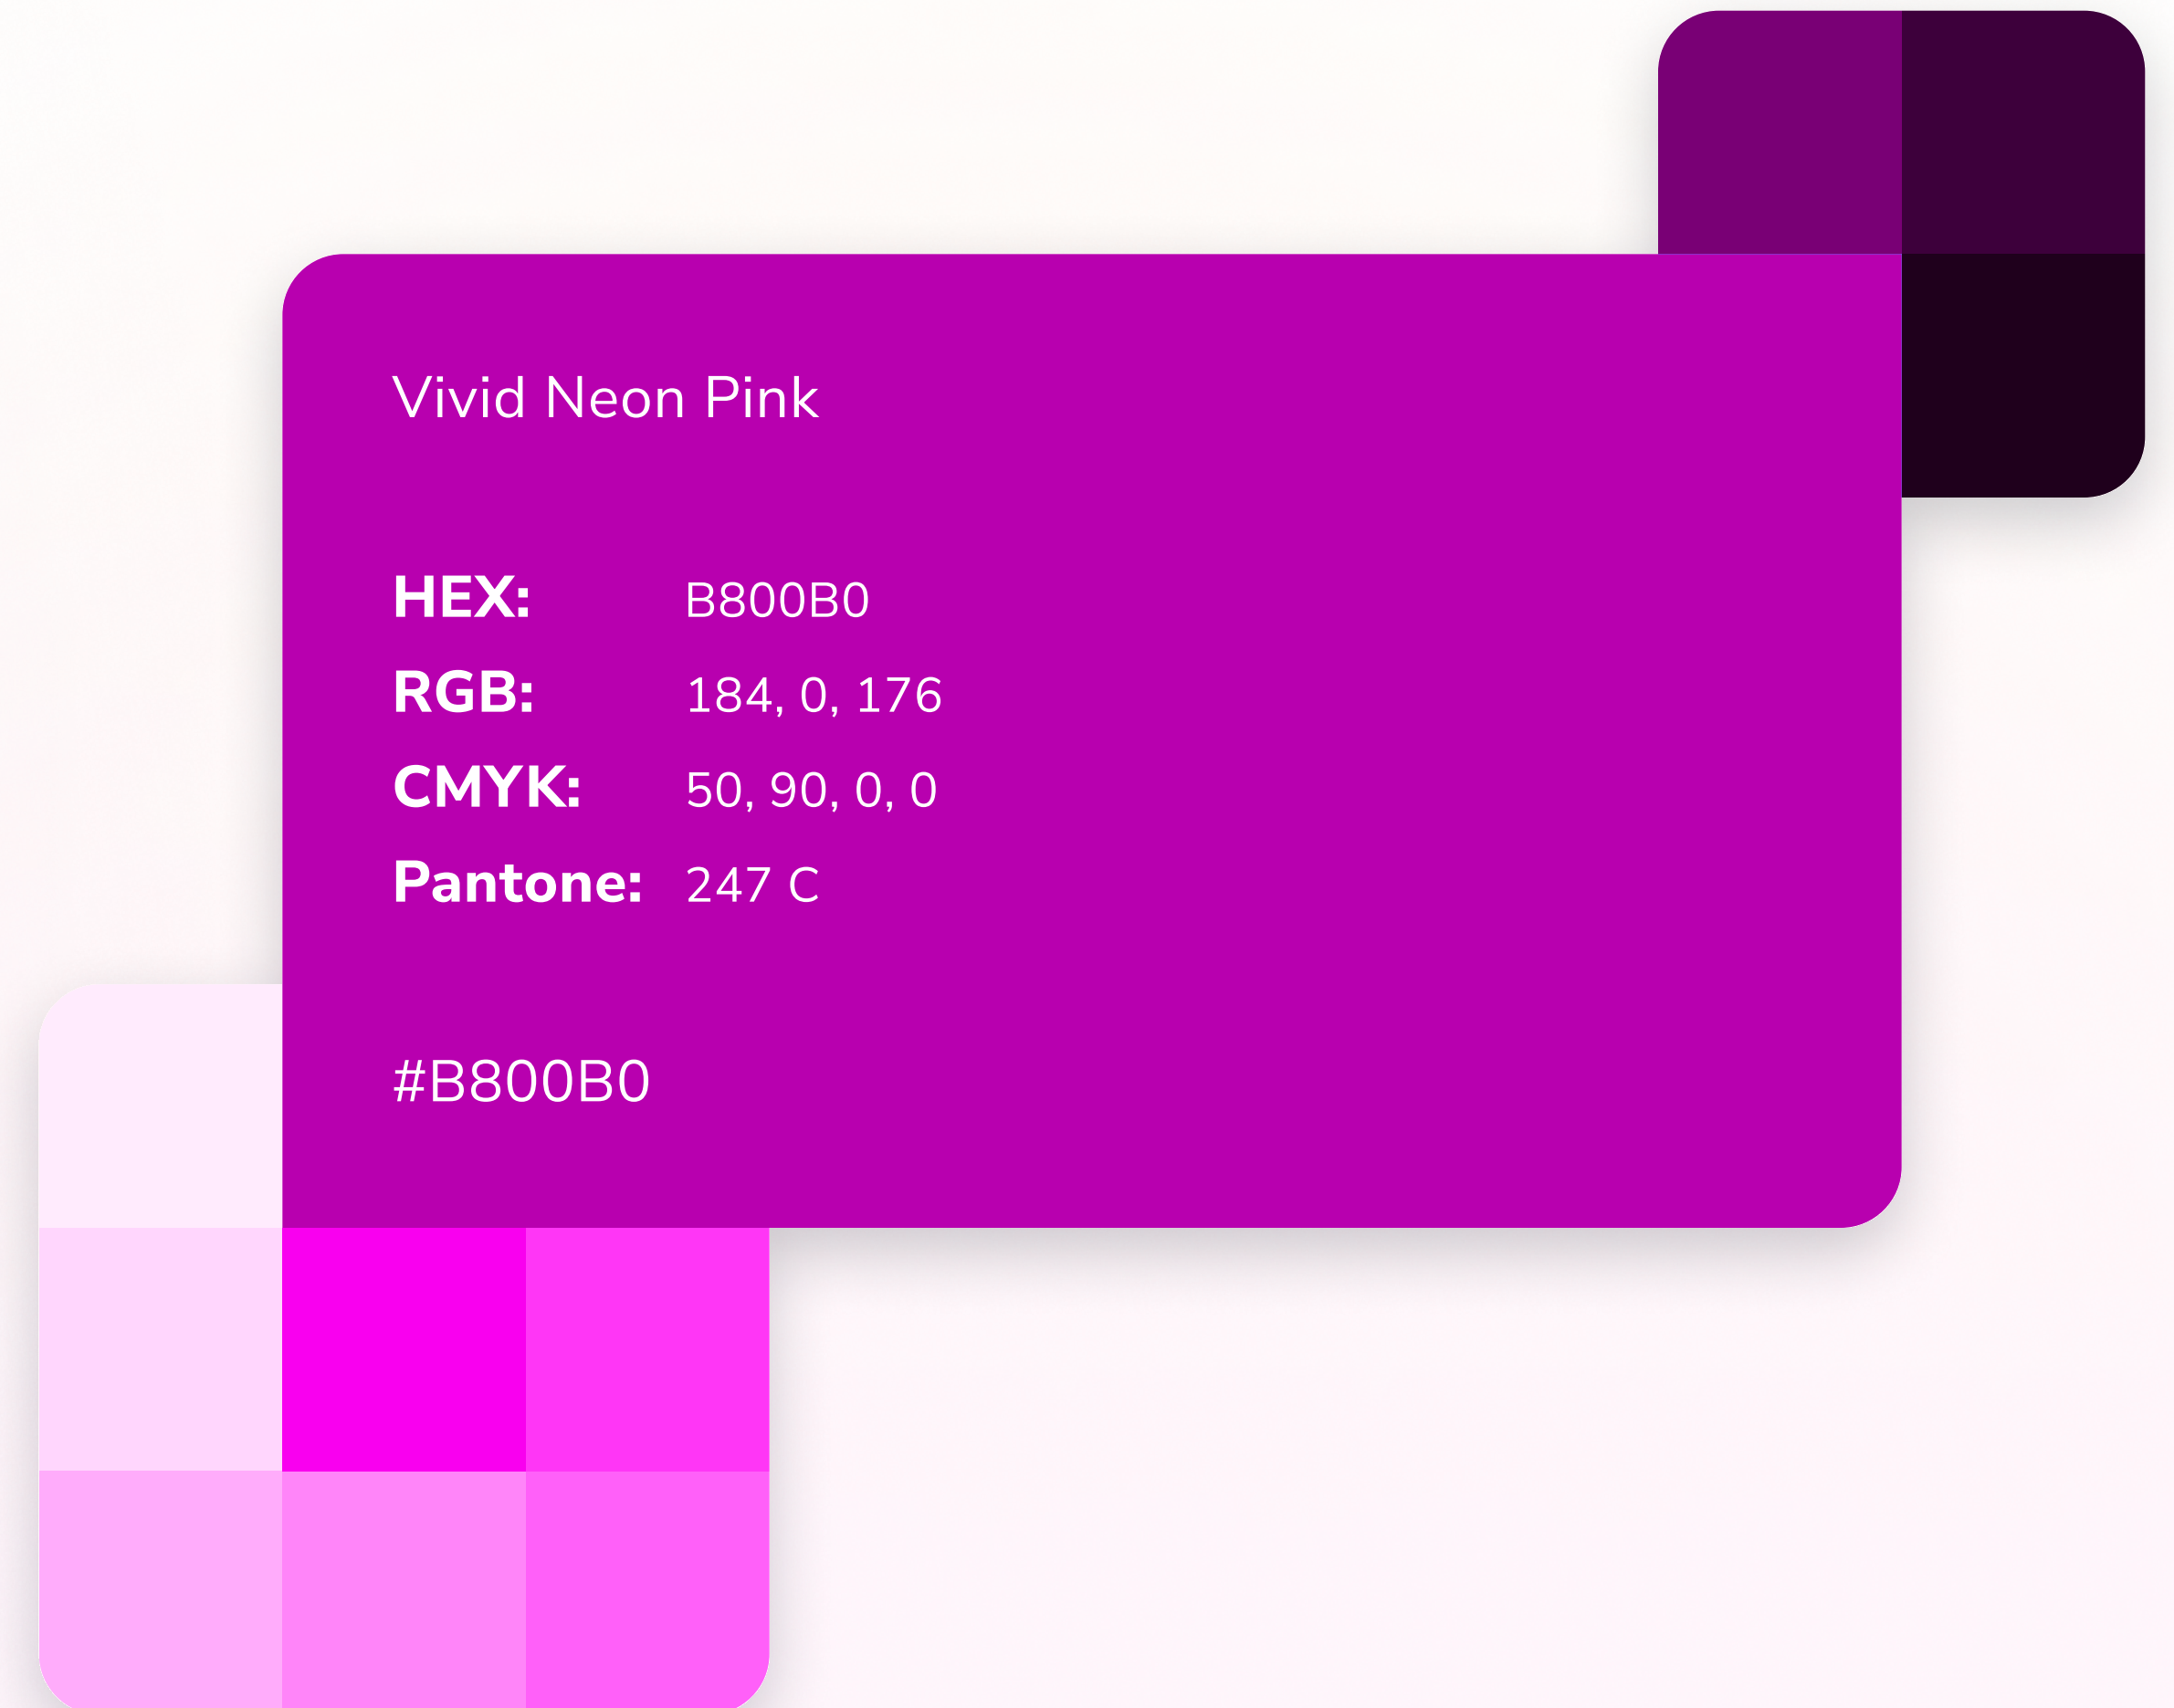 Vivid Neon Pink
HEX: B800B0
RGB: 184, 0, 176
CMYK: 50, 90, 0, 0
Pantone: 247 C
#B800B0